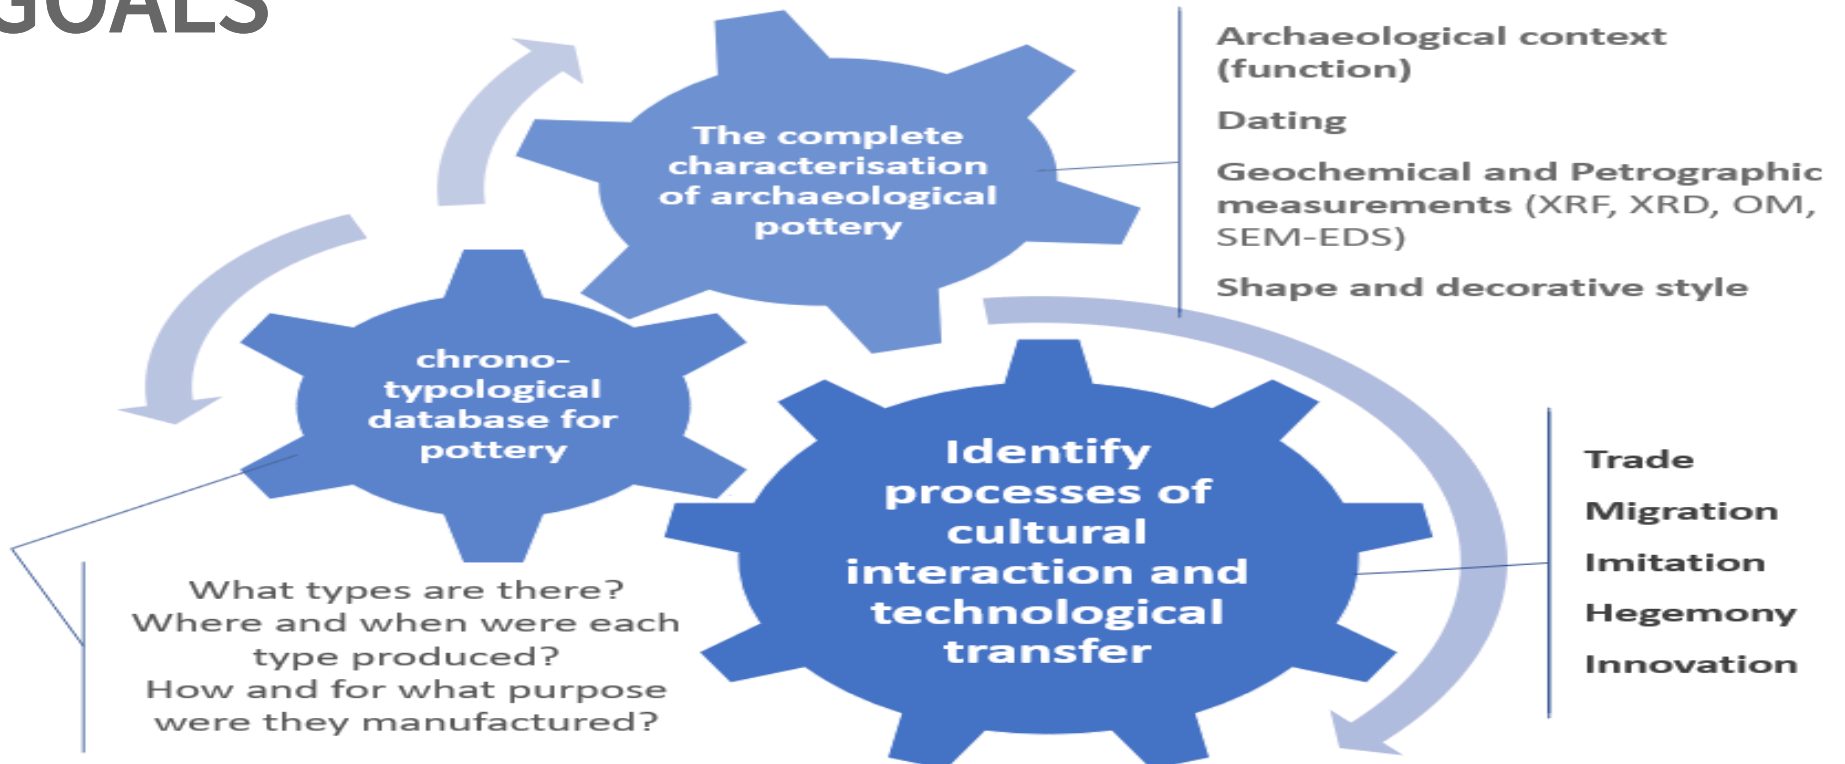 GOALS
The complete
characterisation
of archaeological
pottery
Archaeological context
(function)
Dating
Geochemical and Petrographic
measurements (XRF, XRD, OM,
SEM-EDS)
Shape and decorative style
chrono-
typological
database for
pottery
What types are there?
Where and when were each
type produced?
How and for what purpose
were they manufactured?
Identify
processes of
cultural
interaction and
technological
transfer
Trade
Migration
Imitation
Hegemony
Innovation